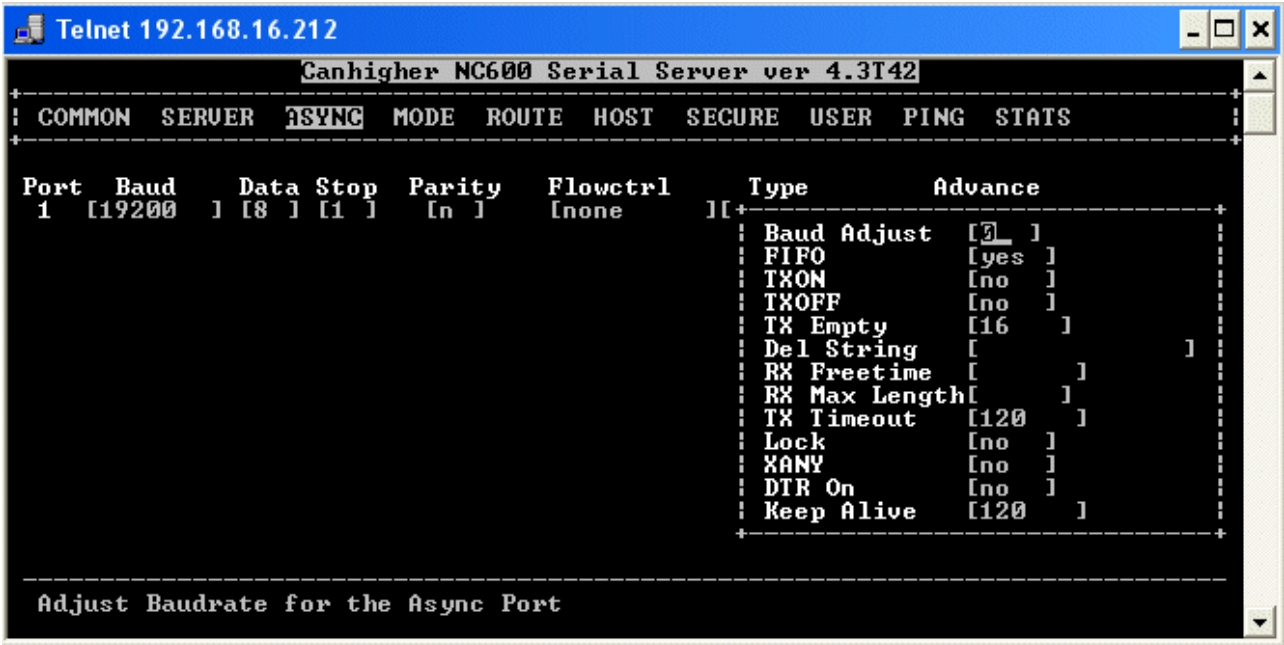 Telnet 192.168.16.212
Canhigher NC600 Serial Server ver 4.3T42
COMMON SERVER ASYNC MODE ROUTE HOST SECURE USER PING STATS
Port Baud Data Stop Parity Flowctrl Type Advance
1 [19200 ] [8 ] [1 ] [n ] [none ][
Baud Adjust [0_ ]
FIFO [yes ]
TXON [no ]
TXOFF [no ]
TX Empty [16 ]
Del String [ ]
RX Freetime [ ]
RX Max Length[ ]
TX Timeout [120 ]
Lock [no ]
XANY [no ]
DTR On [no ]
Keep Alive [120 ]
Adjust Baudrate for the Async Port